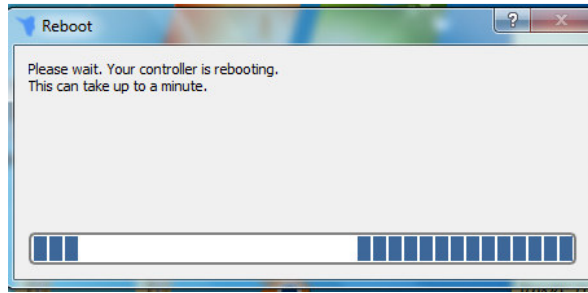 Reboot
?
Please wait. Your controller is rebooting.
This can take up to a minute.